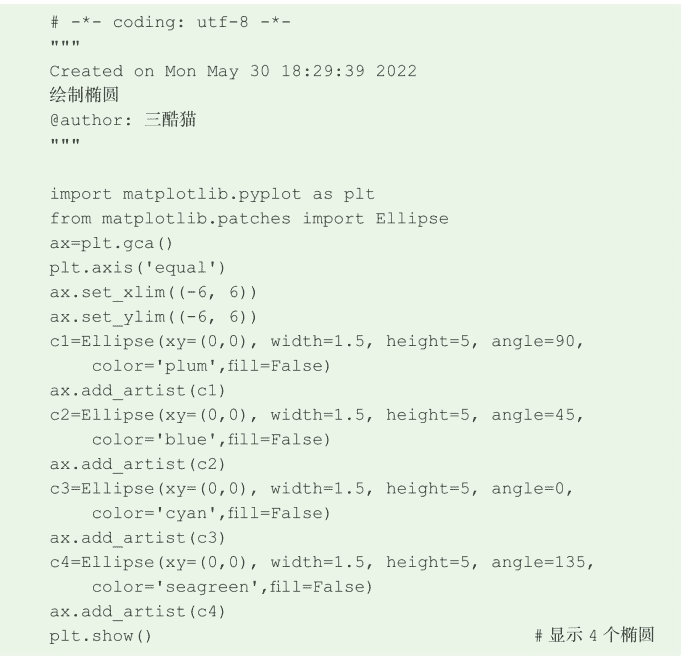 # -*- coding: utf-8 -*-
"""
Created on Mon May 30 18:29:39 2022
绘制椭圆
@author: 三酷猫
"""
import matplotlib.pyplot as plt
from matplotlib.patches import Ellipse
ax=plt.gca()
plt.axis('equal')
ax.set_xlim((-6, 6))
ax.set_ylim((-6, 6))
c1=Ellipse(xy=(0,0), width=1.5, height=5, angle=90,
    color='plum',fill=False)
ax.add_artist(c1)
c2=Ellipse(xy=(0,0), width=1.5, height=5, angle=45,
    color='blue',fill=False)
ax.add_artist(c2)
c3=Ellipse(xy=(0,0), width=1.5, height=5, angle=0,
    color='cyan',fill=False)
ax.add_artist(c3)
c4=Ellipse(xy=(0,0), width=1.5, height=5, angle=135,
    color='seagreen',fill=False)
ax.add_artist(c4)
plt.show() #显示 4 个椭圆